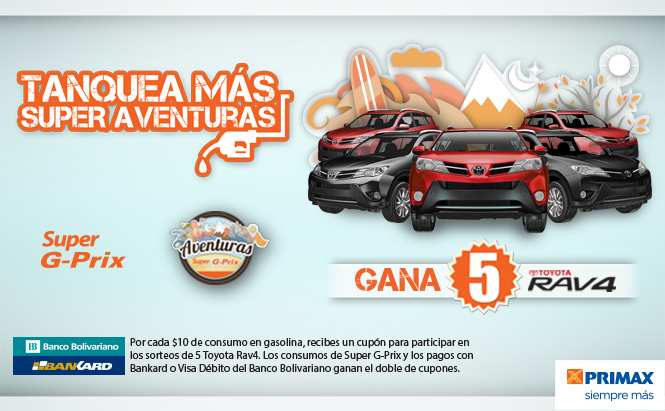 TANQUEA MÁS
SUPER AVENTURAS
Super
G-Prix
Aventuras
Super G-Prix
GANA 5 TOYOTA
RAV4
Banco Bolivariano
BANKARD
Por cada $10 de consumo en gasolina, recibes un cupón para participar en
los sorteos de 5 Toyota Rav4. Los consumos de Super G-Prix y los pagos con
Bankard o Visa Débito del Banco Bolivariano ganan el doble de cupones.
PRIMAX
siempre más